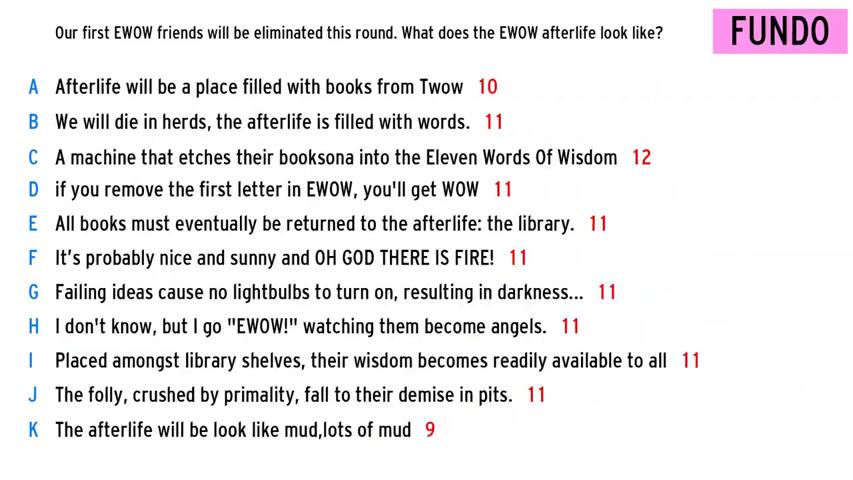 Our first EWOW friends will be eliminated this round. What does the EWOW afterlife look like?
FUNDO
A Afterlife will be a place filled with books from Twow 10
B We will die in herds, the afterlife is filled with words. 11
C A machine that etches their booksona into the Eleven Words Of Wisdom 12
D if you remove the first letter in EWOW, you'll get WOW 11
E All books must eventually be returned to the afterlife: the library. 11
F It's probably nice and sunny and OH GOD THERE IS FIRE! 11
G Failing ideas cause no lightbulbs to turn on, resulting in darkness... 11
H I don't know, but I go "EWOW!" watching them become angels. 11
I Placed amongst library shelves, their wisdom becomes readily available to all 11
J The folly, crushed by primality, fall to their demise in pits. 11
K The afterlife will be look like mud,lots of mud 9